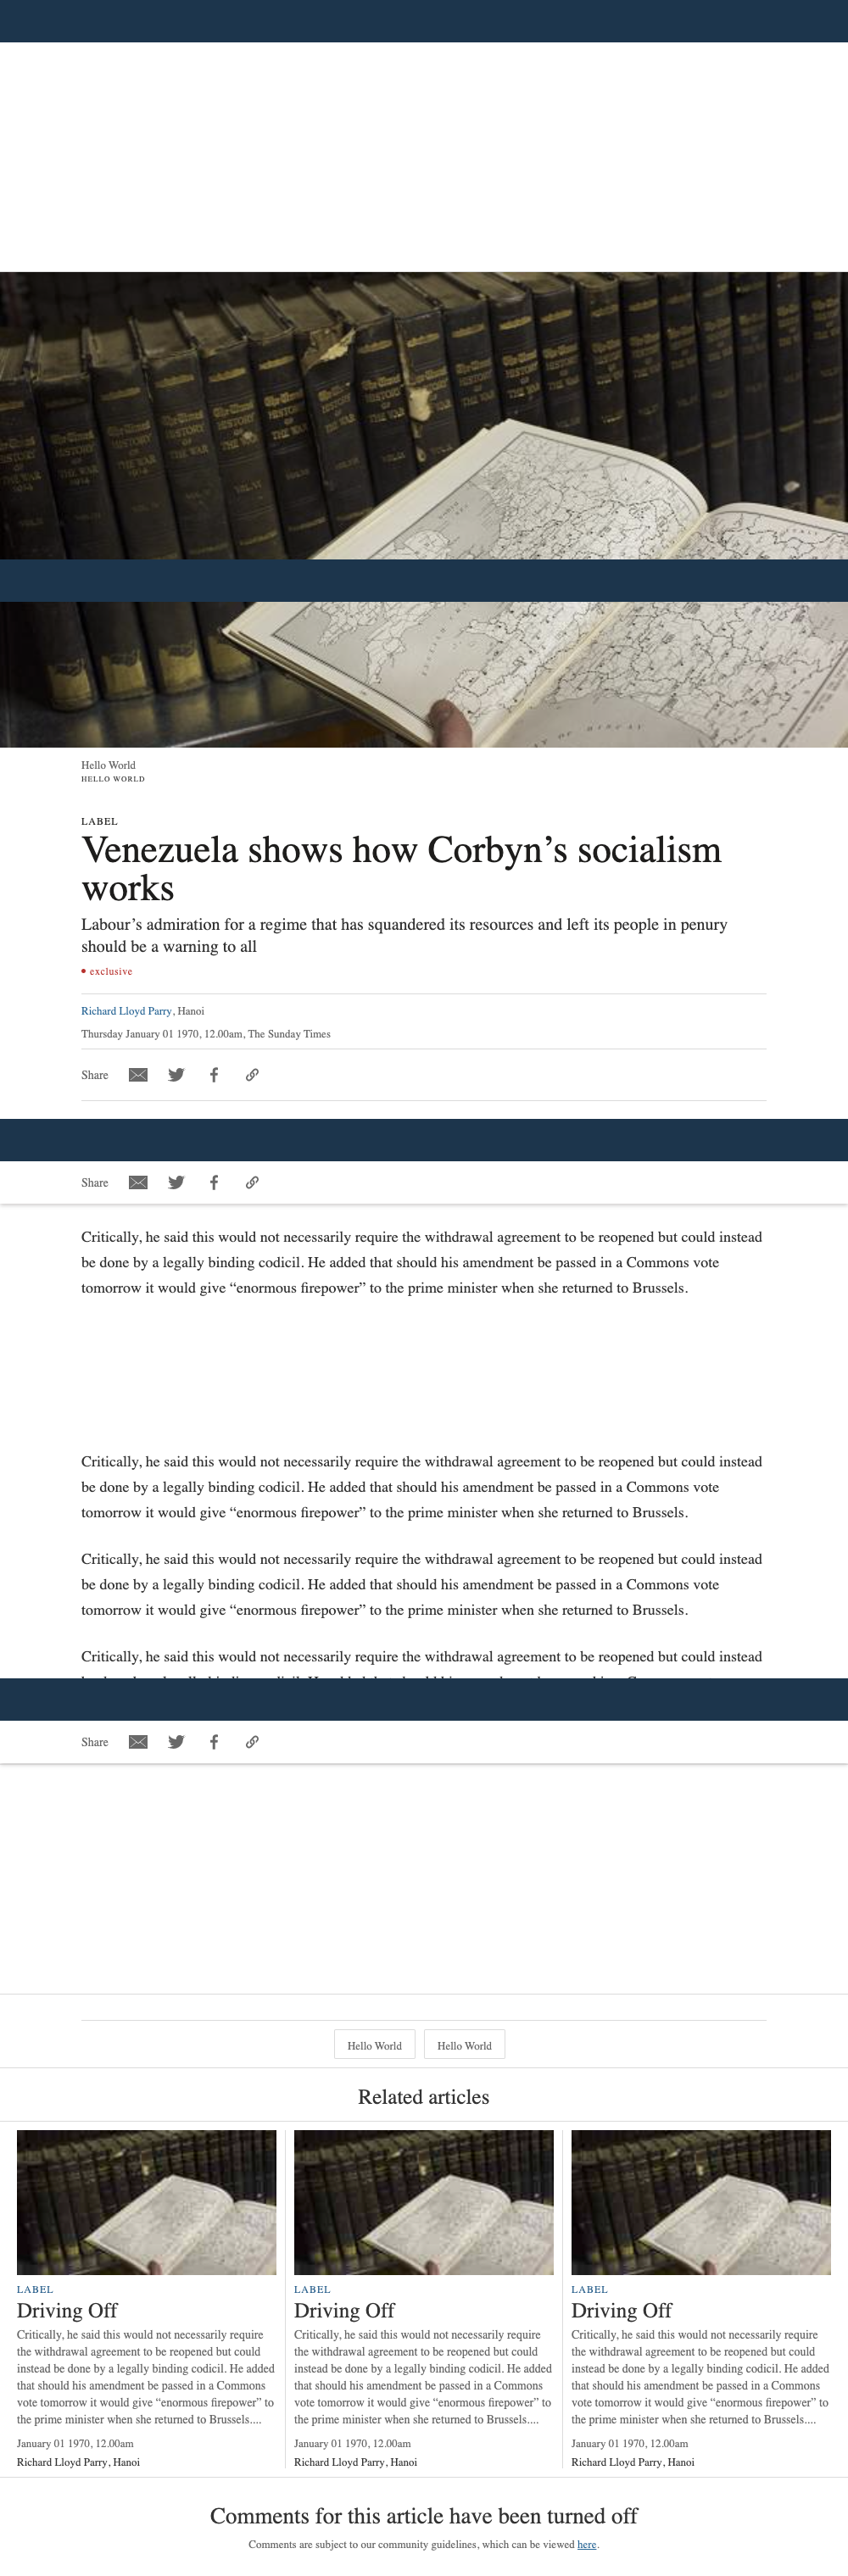 Hello World
HELLO WORLD
LABEL
Venezuela shows how Corbyn’s socialism
works
Labour’s admiration for a regime that has squandered its resources and left its people in penury
should be a warning to all
exclusive
Richard Lloyd Parry, Hanoi
Thursday January 01 1970, 12.00am, The Sunday Times
Share
Share
Critically, he said this would not necessarily require the withdrawal agreement to be reopened but could instead
be done by a legally binding codicil. He added that should his amendment be passed in a Commons vote
tomorrow it would give “enormous firepower” to the prime minister when she returned to Brussels.
Critically, he said this would not necessarily require the withdrawal agreement to be reopened but could instead
be done by a legally binding codicil. He added that should his amendment be passed in a Commons vote
tomorrow it would give “enormous firepower” to the prime minister when she returned to Brussels.
Critically, he said this would not necessarily require the withdrawal agreement to be reopened but could instead
be done by a legally binding codicil. He added that should his amendment be passed in a Commons vote
tomorrow it would give “enormous firepower” to the prime minister when she returned to Brussels.
Critically, he said this would not necessarily require the withdrawal agreement to be reopened but could instead
Share
Hello World
Hello World
Related articles
LABEL
Driving Off
Critically, he said this would not necessarily require
the withdrawal agreement to be reopened but could
instead be done by a legally binding codicil. He added
that should his amendment be passed in a Commons
vote tomorrow it would give “enormous firepower” to
the prime minister when she returned to Brussels....
January 01 1970, 12.00am
Richard Lloyd Parry, Hanoi
LABEL
Driving Off
Critically, he said this would not necessarily require
the withdrawal agreement to be reopened but could
instead be done by a legally binding codicil. He added
that should his amendment be passed in a Commons
vote tomorrow it would give “enormous firepower” to
the prime minister when she returned to Brussels....
January 01 1970, 12.00am
Richard Lloyd Parry, Hanoi
LABEL
Driving Off
Critically, he said this would not necessarily require
the withdrawal agreement to be reopened but could
instead be done by a legally binding codicil. He added
that should his amendment be passed in a Commons
vote tomorrow it would give “enormous firepower” to
the prime minister when she returned to Brussels....
January 01 1970, 12.00am
Richard Lloyd Parry, Hanoi
Comments for this article have been turned off
Comments are subject to our community guidelines, which can be viewed here.